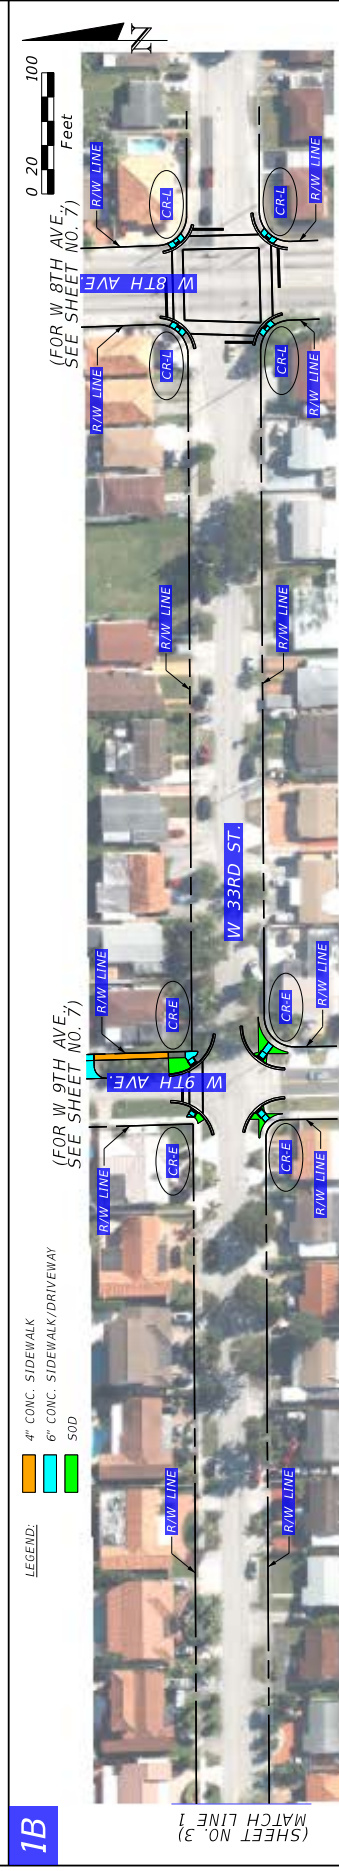 1B
LEGEND:
4" CONC. SIDEWALK
6" CONC. SIDEWALK/DRIVEWAY
SOD
(FOR W 9TH AVE.,
SEE SHEET NO. 7)
(FOR W 8TH AVE.,
SEE SHEET NO. 7)
0 20 100
Feet
N
R/W LINE
R/W LINE
R/W LINE
R/W LINE
W 9TH AVE.
W 8TH AVE.
CR-E
CR-E
CR-L
CR-L
R/W LINE
R/W LINE
W 33RD ST.
R/W LINE
R/W LINE
CR-E
CR-E
CR-L
CR-L
R/W LINE
R/W LINE
R/W LINE
R/W LINE
MATCH LINE 1
(SHEET NO. 3)